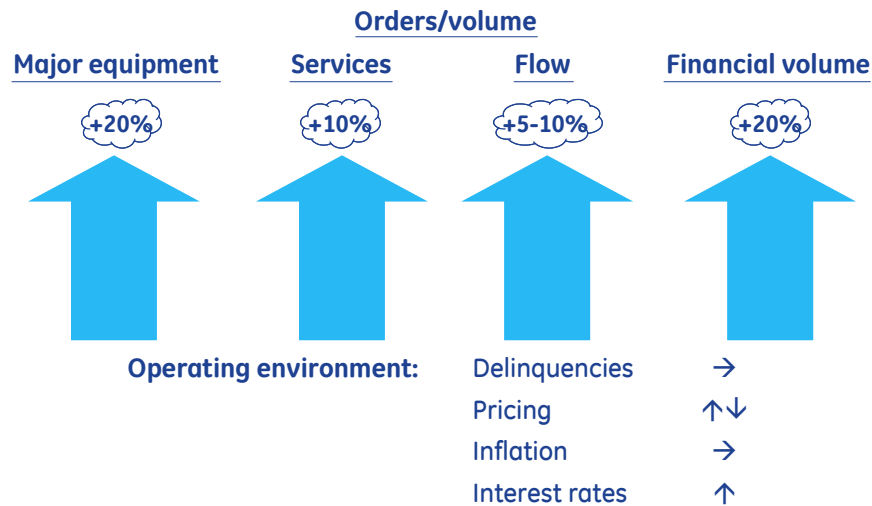 Orders/volume
Major equipment Services Flow Financial volume
+20% +10% +5-10% +20%
Operating environment: Delinquencies →
Pricing ↑↓
Inflation →
Interest rates ↑